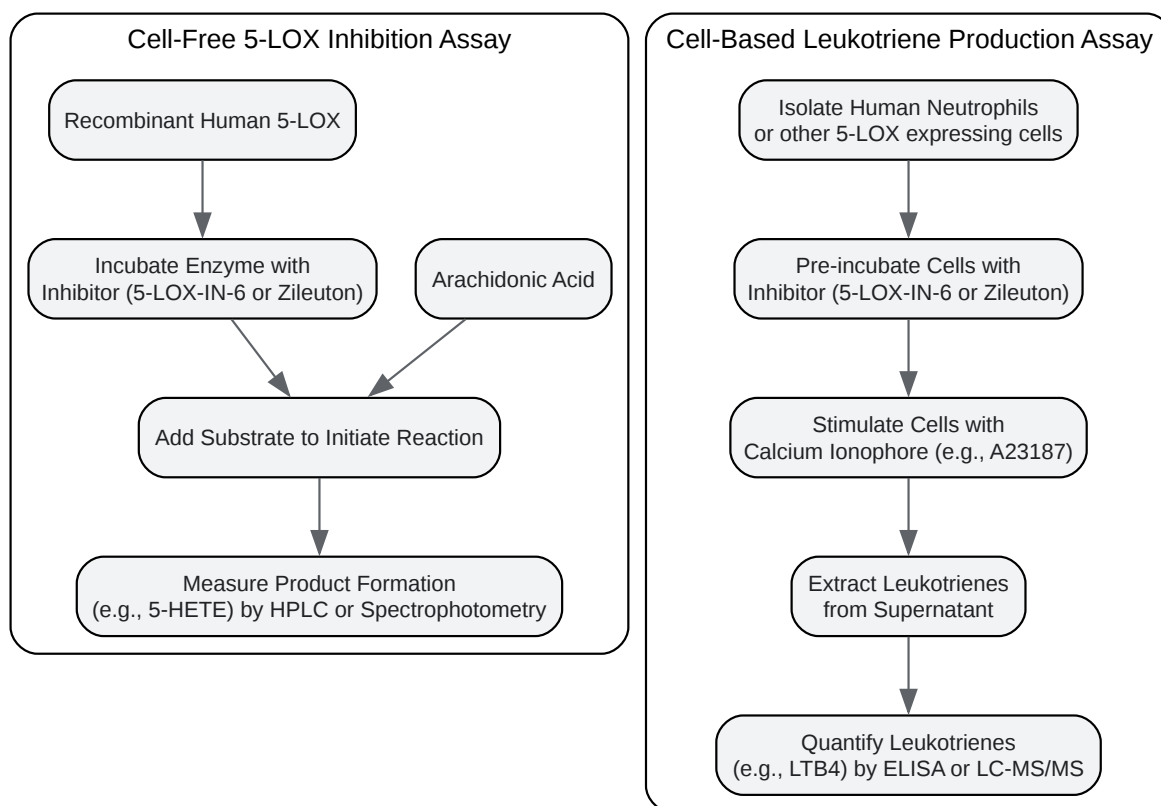 Cell-Free 5-LOX Inhibition Assay
Recombinant Human 5-LOX
Incubate Enzyme with
Inhibitor (5-LOX-IN-6 or Zileuton)
Arachidonic Acid
Add Substrate to Initiate Reaction
Measure Product Formation
(e.g., 5-HETE) by HPLC or Spectrophotometry
Cell-Based Leukotriene Production Assay
Isolate Human Neutrophils
or other 5-LOX expressing cells
Pre-incubate Cells with
Inhibitor (5-LOX-IN-6 or Zileuton)
Stimulate Cells with
Calcium Ionophore (e.g., A23187)
Extract Leukotrienes
from Supernatant
Quantify Leukotrienes
(e.g., LTB4) by ELISA or LC-MS/MS